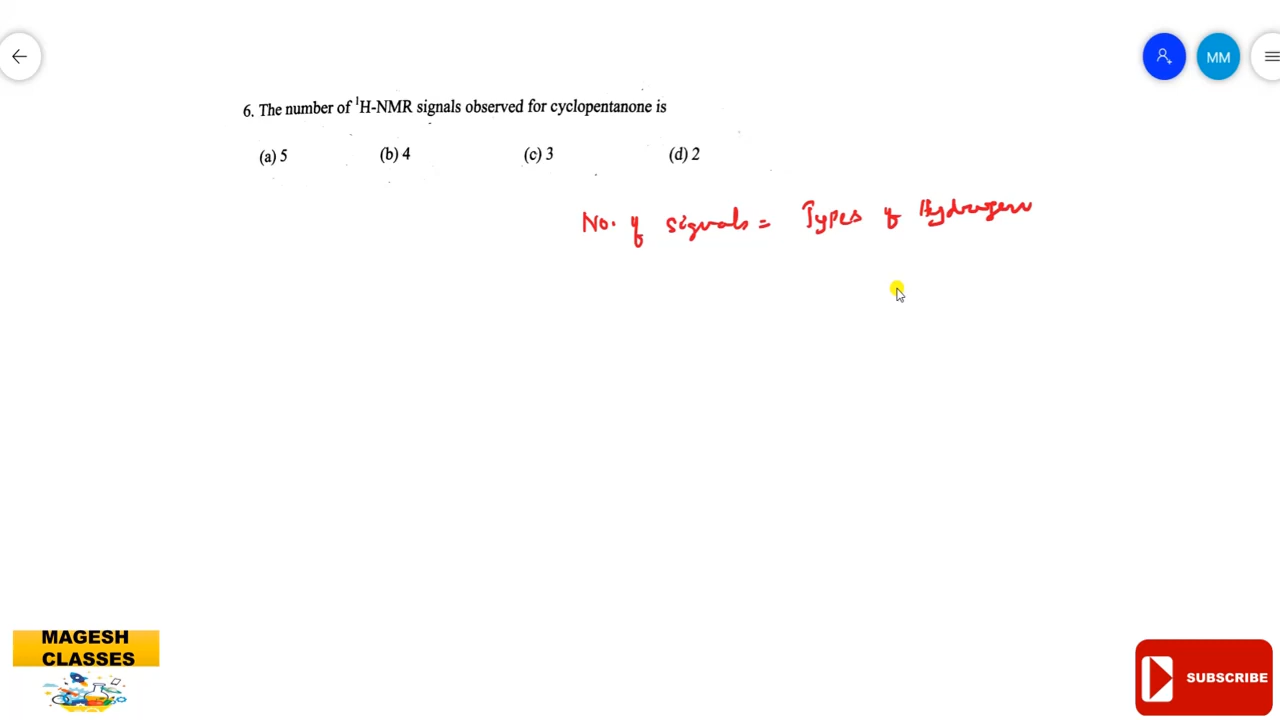 MM
6. The number of ¹H-NMR signals observed for cyclopentanone is
(a) 5 (b) 4 (c) 3 (d) 2
No. of signals = Types of Hydrogens
MAGESH
CLASSES
SUBSCRIBE